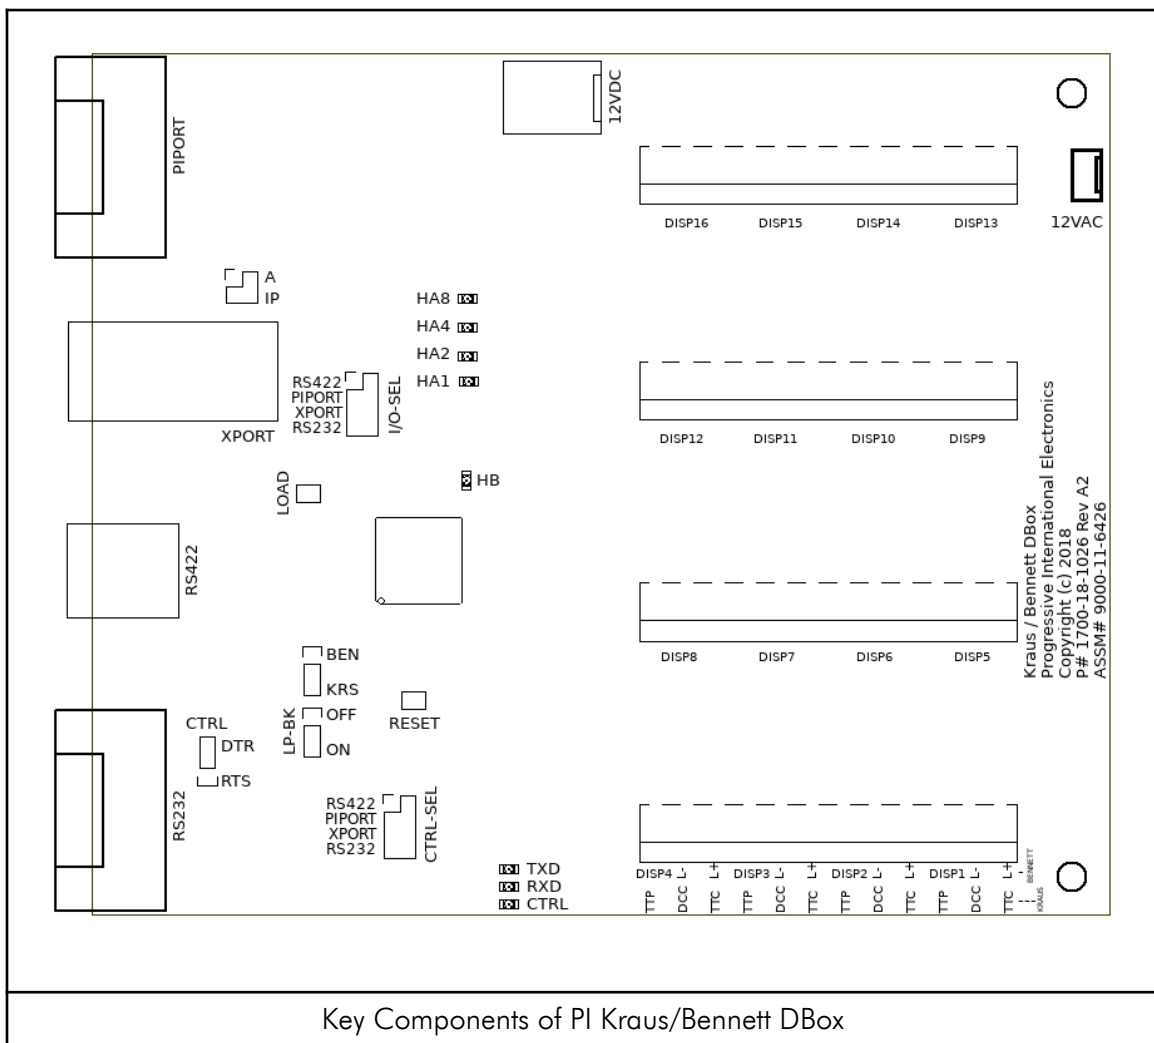 12VDC
PIPORT
DISP16 DISP15 DISP14 DISP13
12VAC
A
IP
HA8
HA4
HA2
HA1
RS422
PIPORT
XPORT
RS232
I/O-SEL
XPORT
DISP12 DISP11 DISP10 DISP9
HB
LOAD
RS422
Kraus / Bennett DBox
Progressive International Electronics
Copyright (c) 2018
P# 1700-18-1026 Rev A2
ASSM# 9000-11-6426
DISP8 DISP7 DISP6 DISP5
BEN
KRS
LP-BK
OFF
ON
RESET
CTRL
DTR
RTS
RS232
RS422
PIPORT
XPORT
RS232
CTRL-SEL
TXD
RXD
CTRL
DISP4 L- L+ DISP3 L- L+ DISP2 L- L+ DISP1 L- L+ - BENNETT
TTP DCC TTC TTP DCC TTC TTP DCC TTC TTP DCC TTC --- KRAUS
Key Components of PI Kraus/Bennett DBox